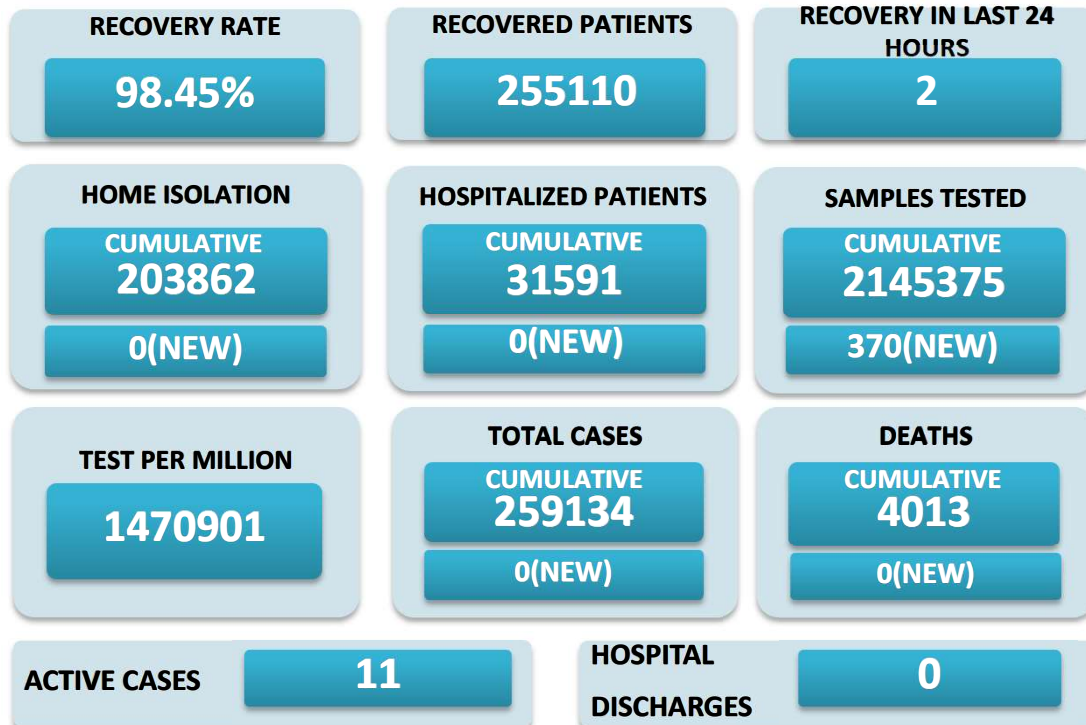 RECOVERY RATE
98.45%
RECOVERED PATIENTS
255110
RECOVERY IN LAST 24
HOURS
2
HOME ISOLATION
CUMULATIVE
203862
0(NEW)
HOSPITALIZED PATIENTS
CUMULATIVE
31591
0(NEW)
SAMPLES TESTED
CUMULATIVE
2145375
370(NEW)
TEST PER MILLION
1470901
TOTAL CASES
CUMULATIVE
259134
0(NEW)
DEATHS
CUMULATIVE
4013
0(NEW)
ACTIVE CASES
11
HOSPITAL
DISCHARGES
0